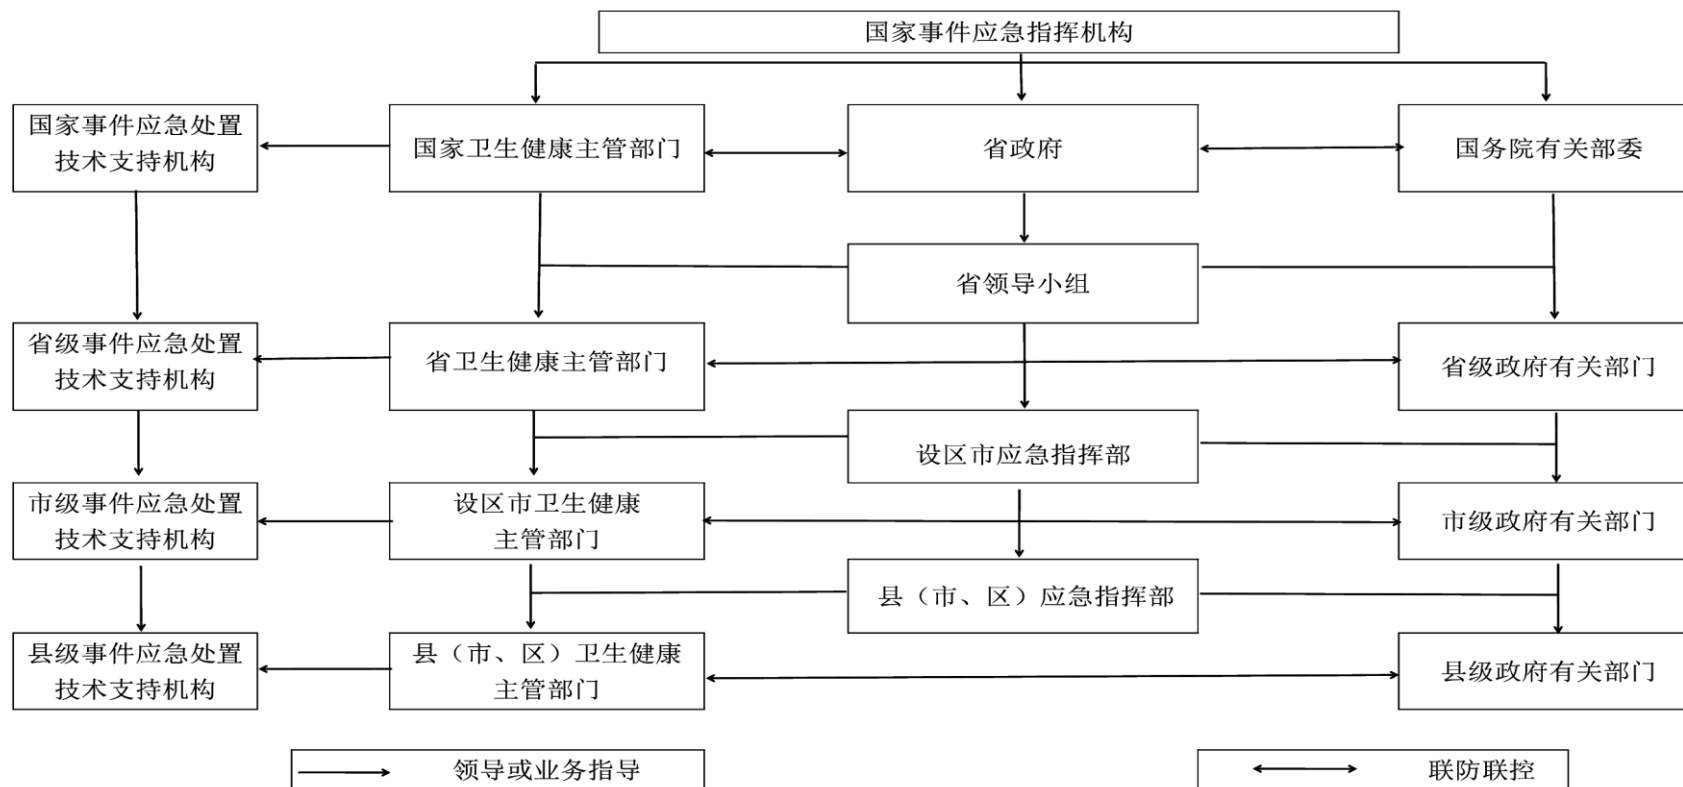 国家事件应急指挥机构
国家事件应急处置
技术支持机构
国家卫生健康主管部门
省政府
国务院有关部委
省领导小组
省级事件应急处置
技术支持机构
省卫生健康主管部门
省级政府有关部门
设区市应急指挥部
市级事件应急处置
技术支持机构
设区市卫生健康
主管部门
市级政府有关部门
县（市、区）应急指挥部
县级事件应急处置
技术支持机构
县（市、区）卫生健康
主管部门
县级政府有关部门
领导或业务指导
联防联控